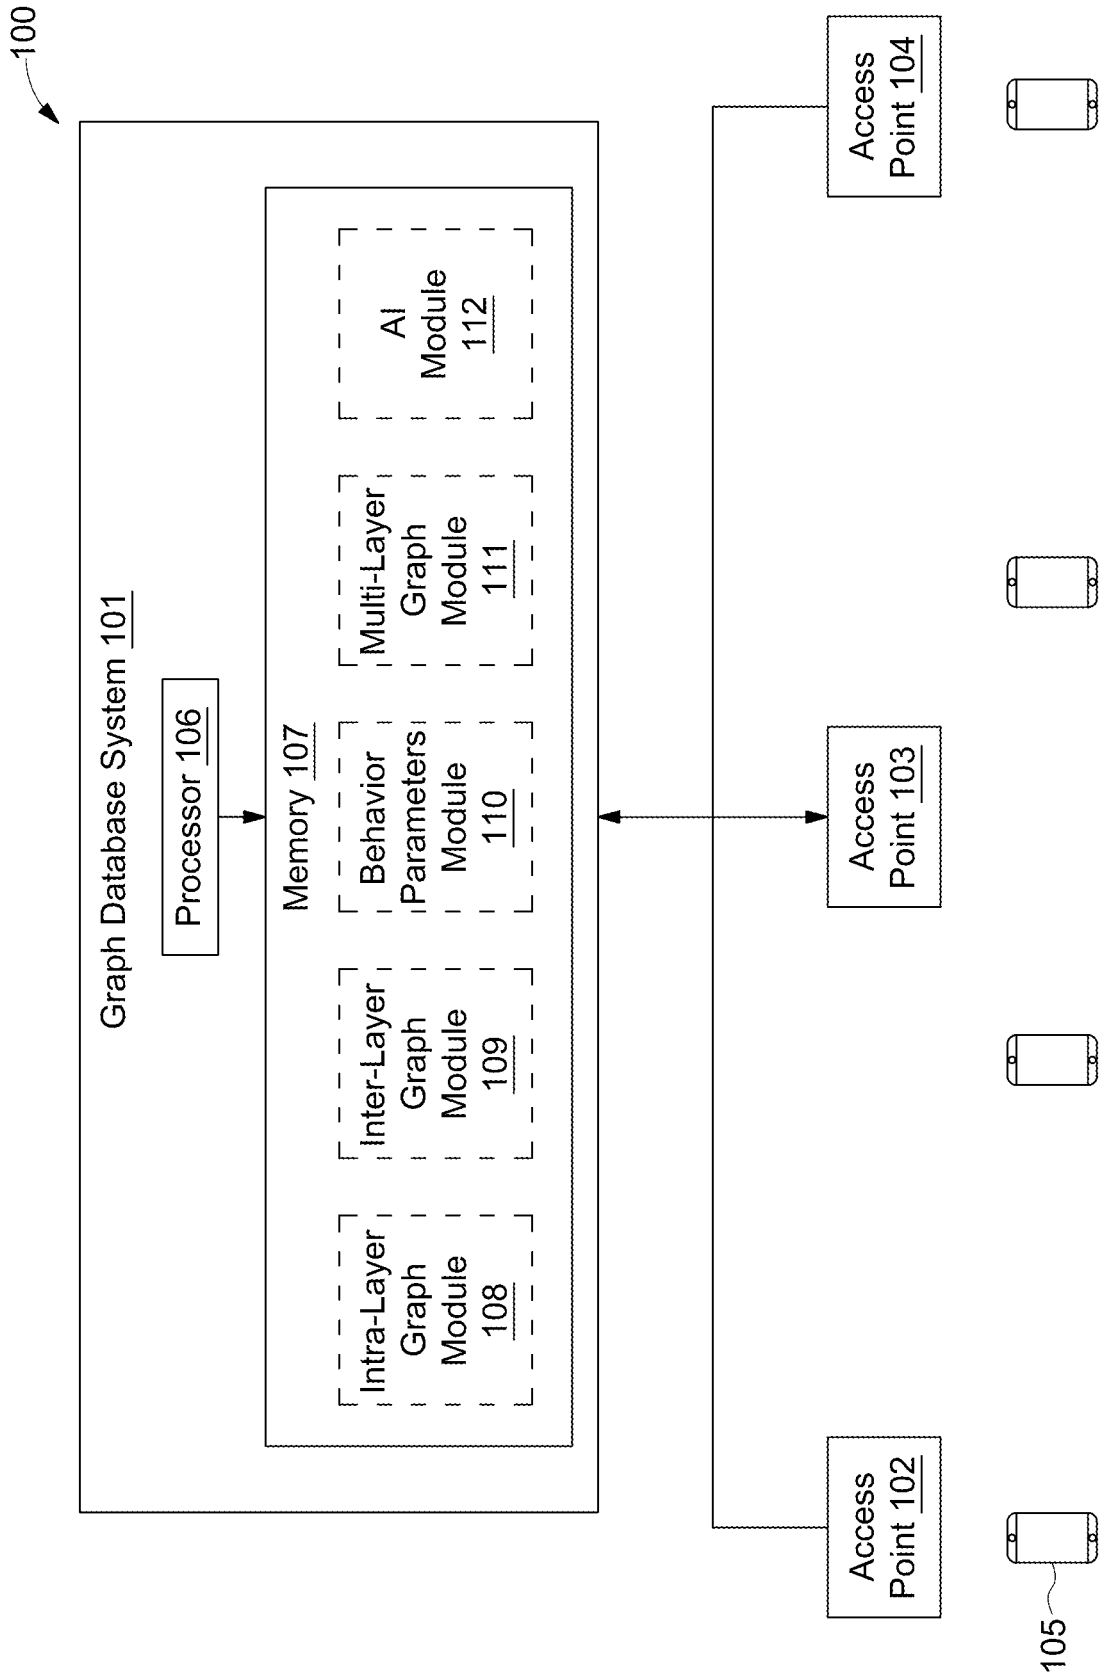 100
Graph Database System 101
Processor 106
Memory 107
Intra-Layer
Graph
Module
108
Inter-Layer
Graph
Module
109
Behavior
Parameters
Module
110
Multi-Layer
Graph
Module
111
AI
Module
112
Access
Point 102
Access
Point 103
Access
Point 104
105